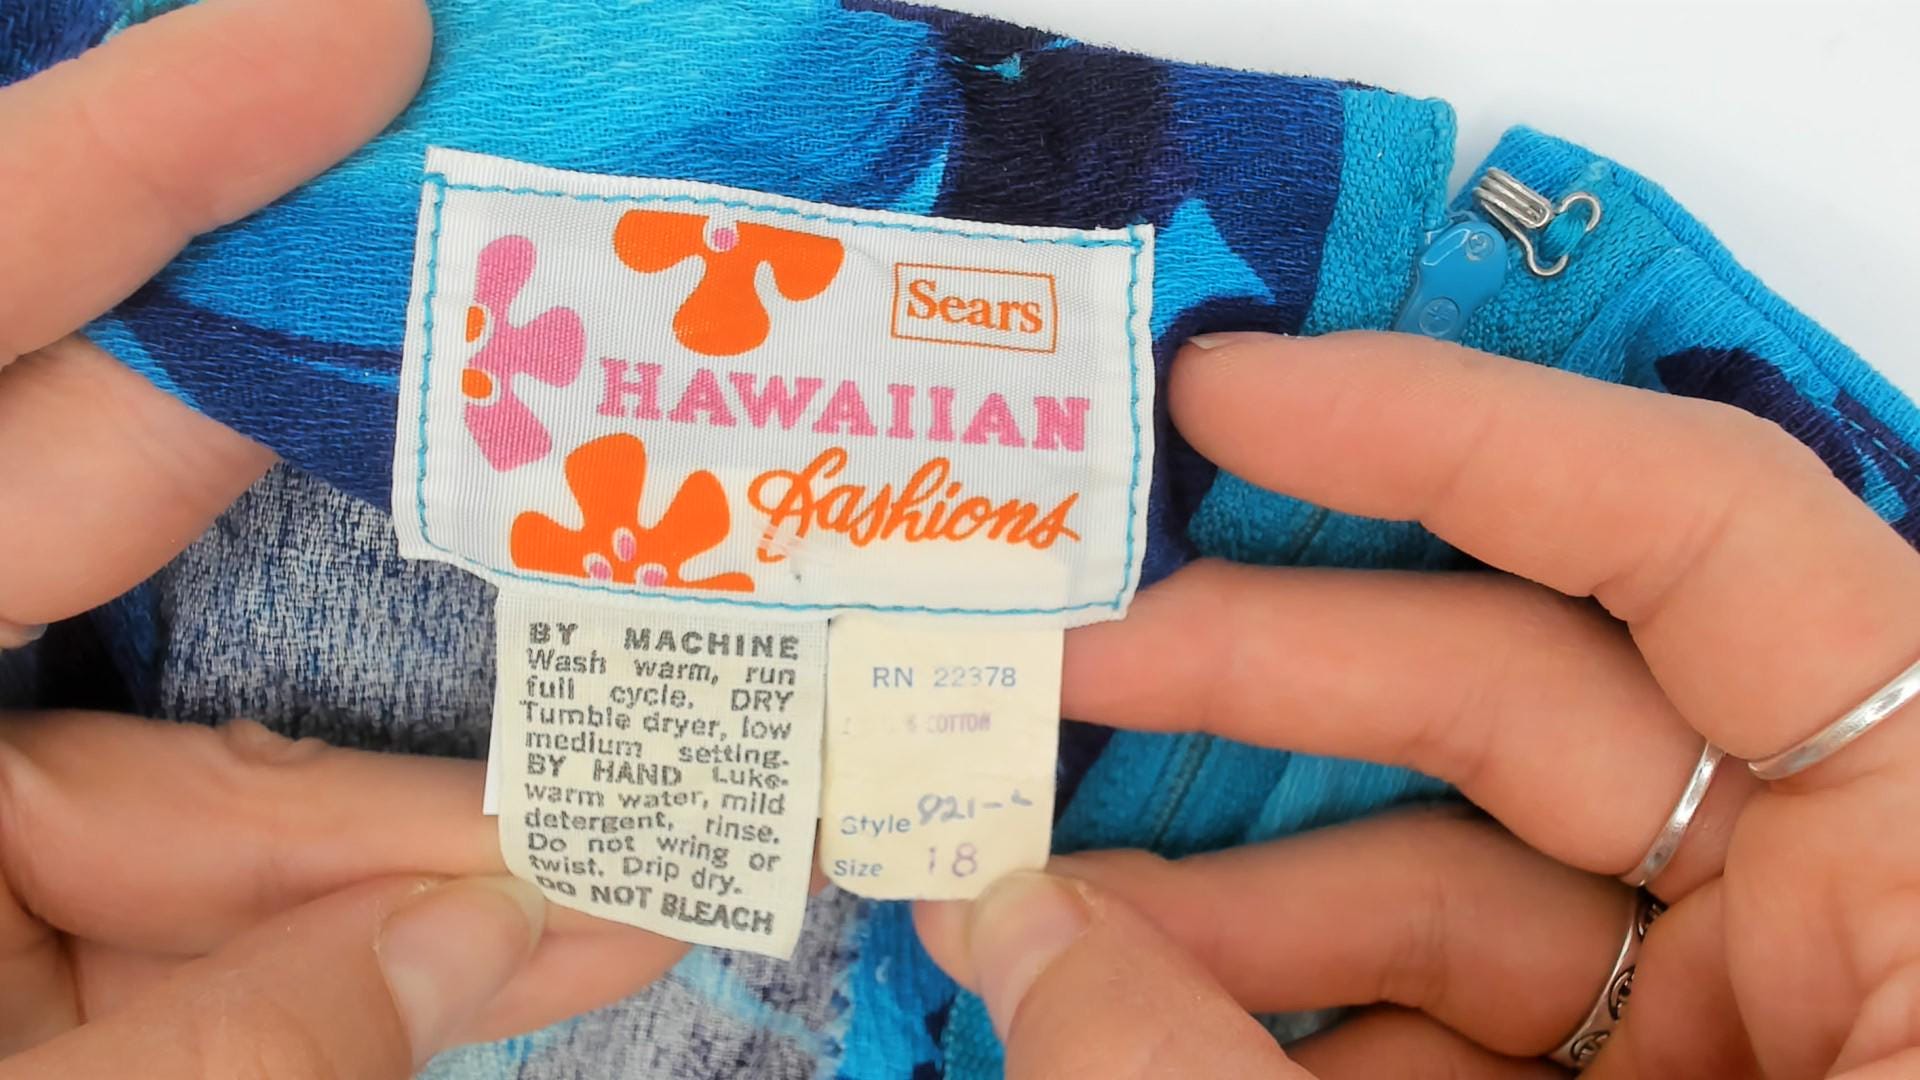 Sears
HAWAIIAN
fashions
BY MACHINE
Wash warm, run
full cycle. DRY
Tumble dryer, low
medium setting.
BY HAND Luke-
warm water, mild
detergent, rinse.
Do not wring or
twist. Drip dry.
DO NOT BLEACH
RN 22378
% COTTON
Style 921-
Size 18